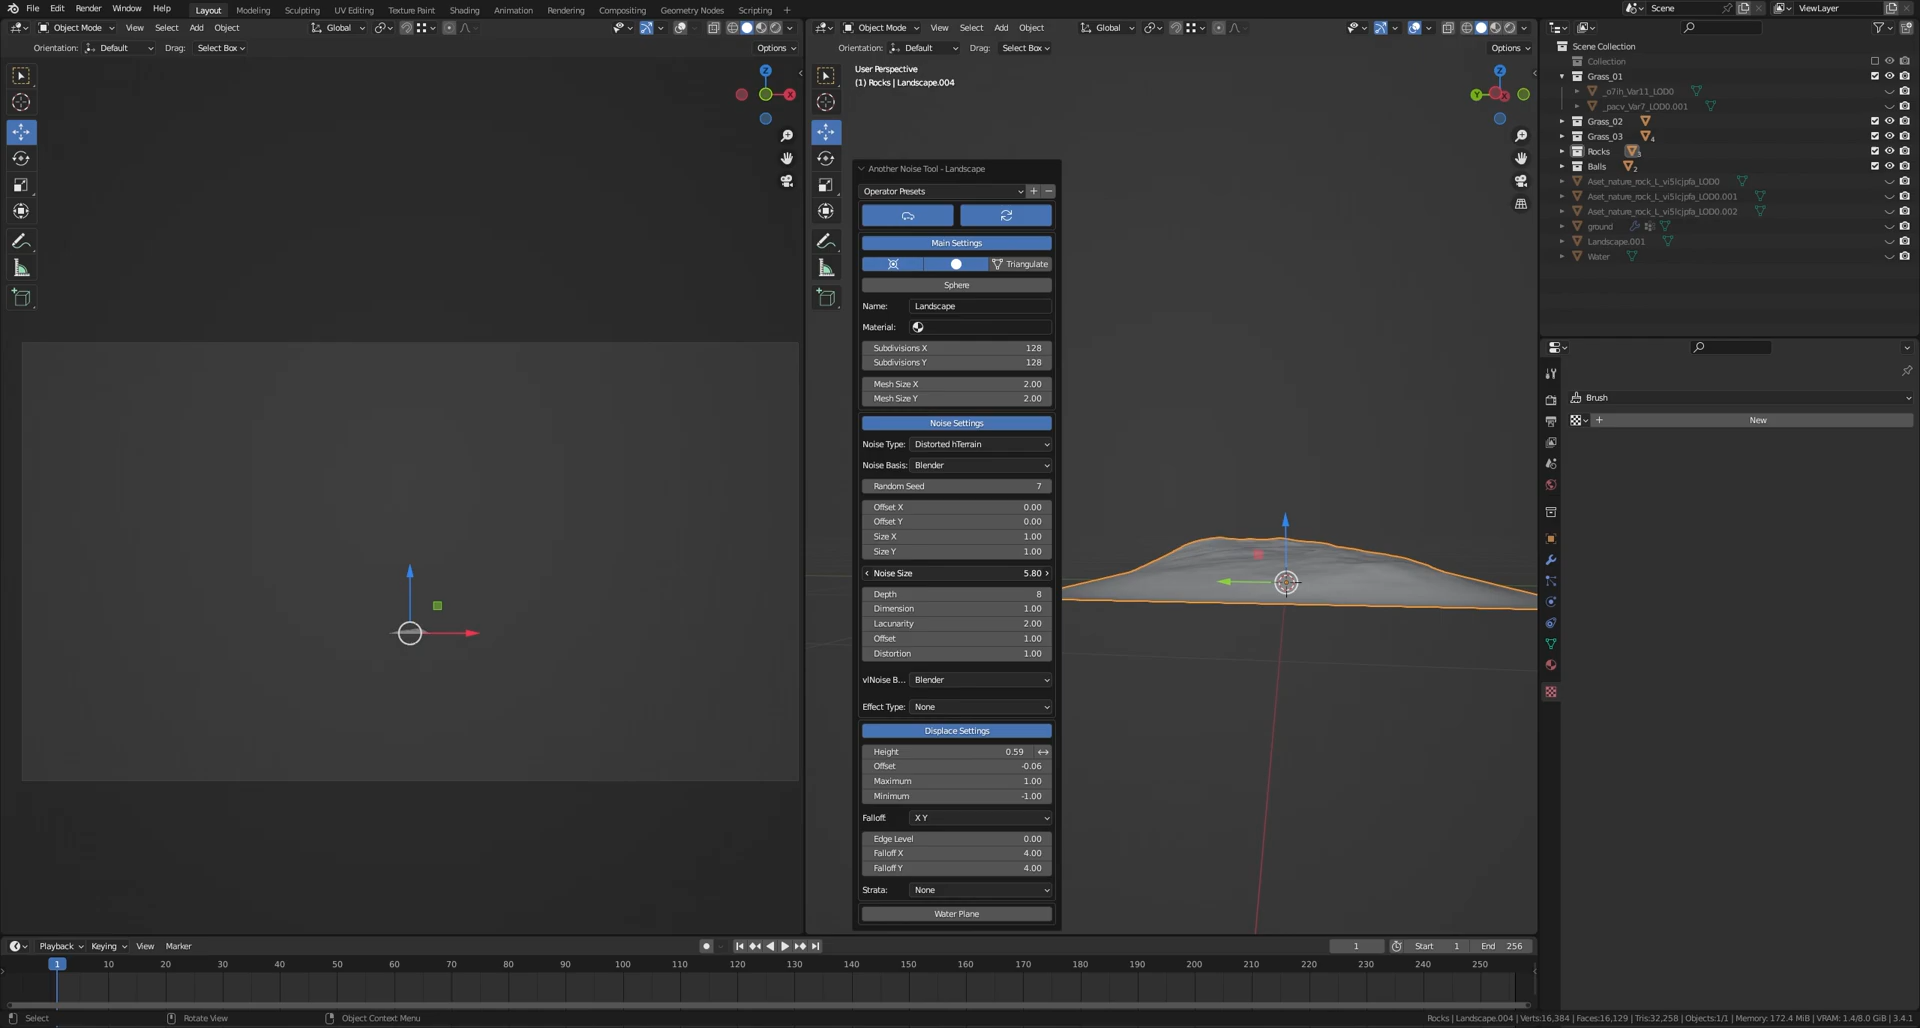 File Edit Render Window Help Layout Modeling Sculpting UV Editing Texture Paint Shading Animation Rendering Compositing Geometry Nodes Scripting + Scene ViewLayer
Object Mode View Select Add Object Global
Orientation: Default Drag: Select Box Options
Z
X
Object Mode View Select Add Object Global
Orientation: Default Drag: Select Box Options
User Perspective
(1) Rocks | Landscape.004
Z
Y X
Another Noise Tool - Landscape
Operator Presets + −
Main Settings
Triangulate
Sphere
Name: Landscape
Material:
Subdivisions X 128
Subdivisions Y 128
Mesh Size X 2.00
Mesh Size Y 2.00
Noise Settings
Noise Type: Distorted hTerrain
Noise Basis: Blender
Random Seed 7
Offset X 0.00
Offset Y 0.00
Size X 1.00
Size Y 1.00
Noise Size 5.80
Depth 8
Dimension 1.00
Lacunarity 2.00
Offset 1.00
Distortion 1.00
vlNoise B... Blender
Effect Type: None
Displace Settings
Height 0.59
Offset -0.06
Maximum 1.00
Minimum -1.00
Falloff: X Y
Edge Level 0.00
Falloff X 4.00
Falloff Y 4.00
Strata: None
Water Plane
Scene Collection
Collection
Grass_01
_o7ih_Var11_LOD0
_pacv_Var7_LOD0.001
Grass_02
Grass_03 4
Rocks 3
Balls 2
Aset_nature_rock_L_vi5lcjpfa_LOD0
Aset_nature_rock_L_vi5lcjpfa_LOD0.001
Aset_nature_rock_L_vi5lcjpfa_LOD0.002
ground
Landscape.001
Water
Brush
+ New
Playback Keying View Marker 1 Start 1 End 256
1 10 20 30 40 50 60 70 80 90 100 110 120 130 140 150 160 170 180 190 200 210 220 230 240 250
Select Rotate View Object Context Menu Rocks | Landscape.004 | Verts:16,384 | Faces:16,129 | Tris:32,258 | Objects:1/1 | Memory: 172.4 MiB | VRAM: 1.4/8.0 GiB | 3.4.1